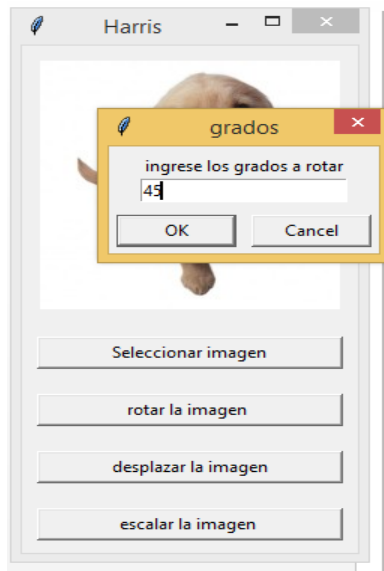 Harris
grados
ingrese los grados a rotar
45
OK
Cancel
Seleccionar imagen
rotar la imagen
desplazar la imagen
escalar la imagen